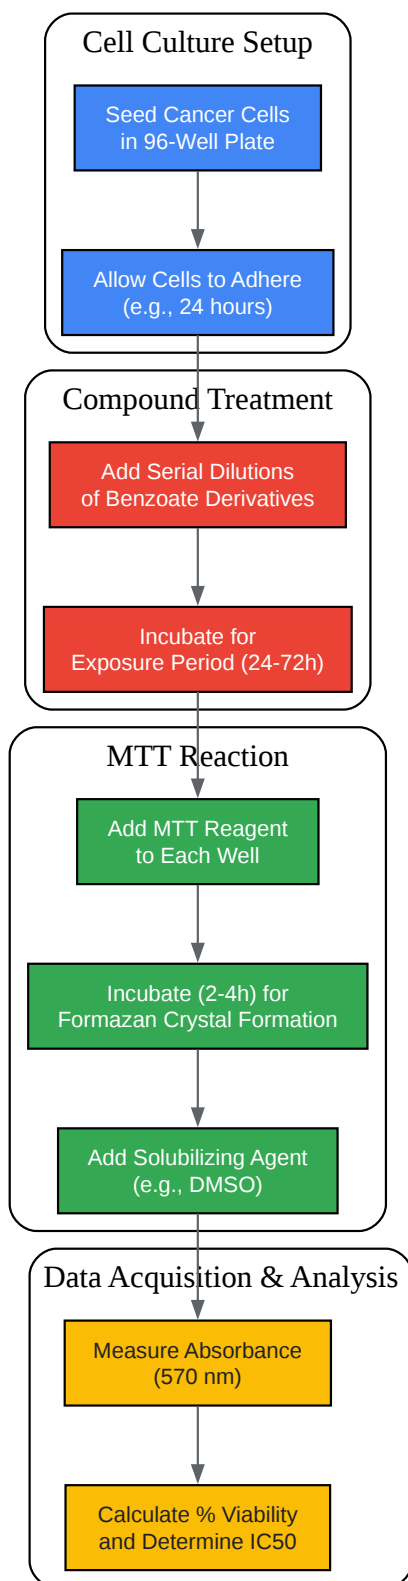 Cell Culture Setup
Seed Cancer Cells
in 96-Well Plate
Allow Cells to Adhere
(e.g., 24 hours)
Compound Treatment
Add Serial Dilutions
of Benzoate Derivatives
Incubate for
Exposure Period (24-72h)
MTT Reaction
Add MTT Reagent
to Each Well
Incubate (2-4h) for
Formazan Crystal Formation
Add Solubilizing Agent
(e.g., DMSO)
Data Acquisition & Analysis
Measure Absorbance
(570 nm)
Calculate % Viability
and Determine IC50